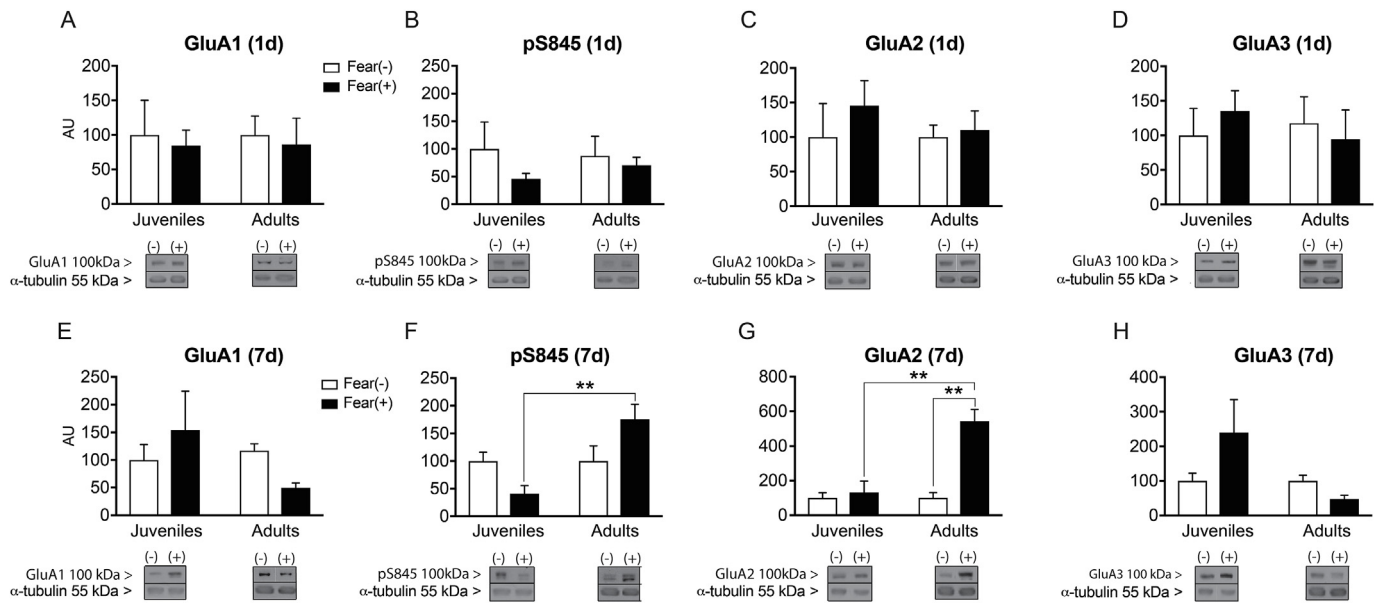 A
GluA1 (1d)
200
150
100
50
0
AU
Fear(-)
Fear(+)
Juveniles
Adults
(-) (+)
(-) (+)
GluA1 100kDa >
α-tubulin 55 kDa >
B
pS845 (1d)
250
200
150
100
50
0
Juveniles
Adults
(-) (+)
(-) (+)
pS845 100kDa >
C
GluA2 (1d)
200
150
100
50
0
Juveniles
Adults
(-) (+)
(-) (+)
GluA2 100kDa >
α-tubulin 55 kDa >
D
GluA3 (1d)
200
150
100
50
0
Juveniles
Adults
(-) (+)
(-) (+)
GluA3 100 kDa >
α-tubulin 55 kDa >
E
GluA1 (7d)
250
200
150
100
50
0
AU
Fear(-)
Fear(+)
Juveniles
Adults
(-) (+)
(-) (+)
GluA1 100 kDa >
α-tubulin 55 kDa >
F
pS845 (7d)
250
200
150
100
50
0
**
Juveniles
Adults
(-) (+)
(-) (+)
pS845 100kDa >
α-tubulin 55 kDa >
G
GluA2 (7d)
800
600
400
200
0
**
**
Juveniles
Adults
(-) (+)
(-) (+)
GluA2 100kDa >
α-tubulin 55 kDa >
H
GluA3 (7d)
400
300
200
100
0
Juveniles
Adults
(-) (+)
(-) (+)
GluA3 100 kDa >
α-tubulin 55 kDa >